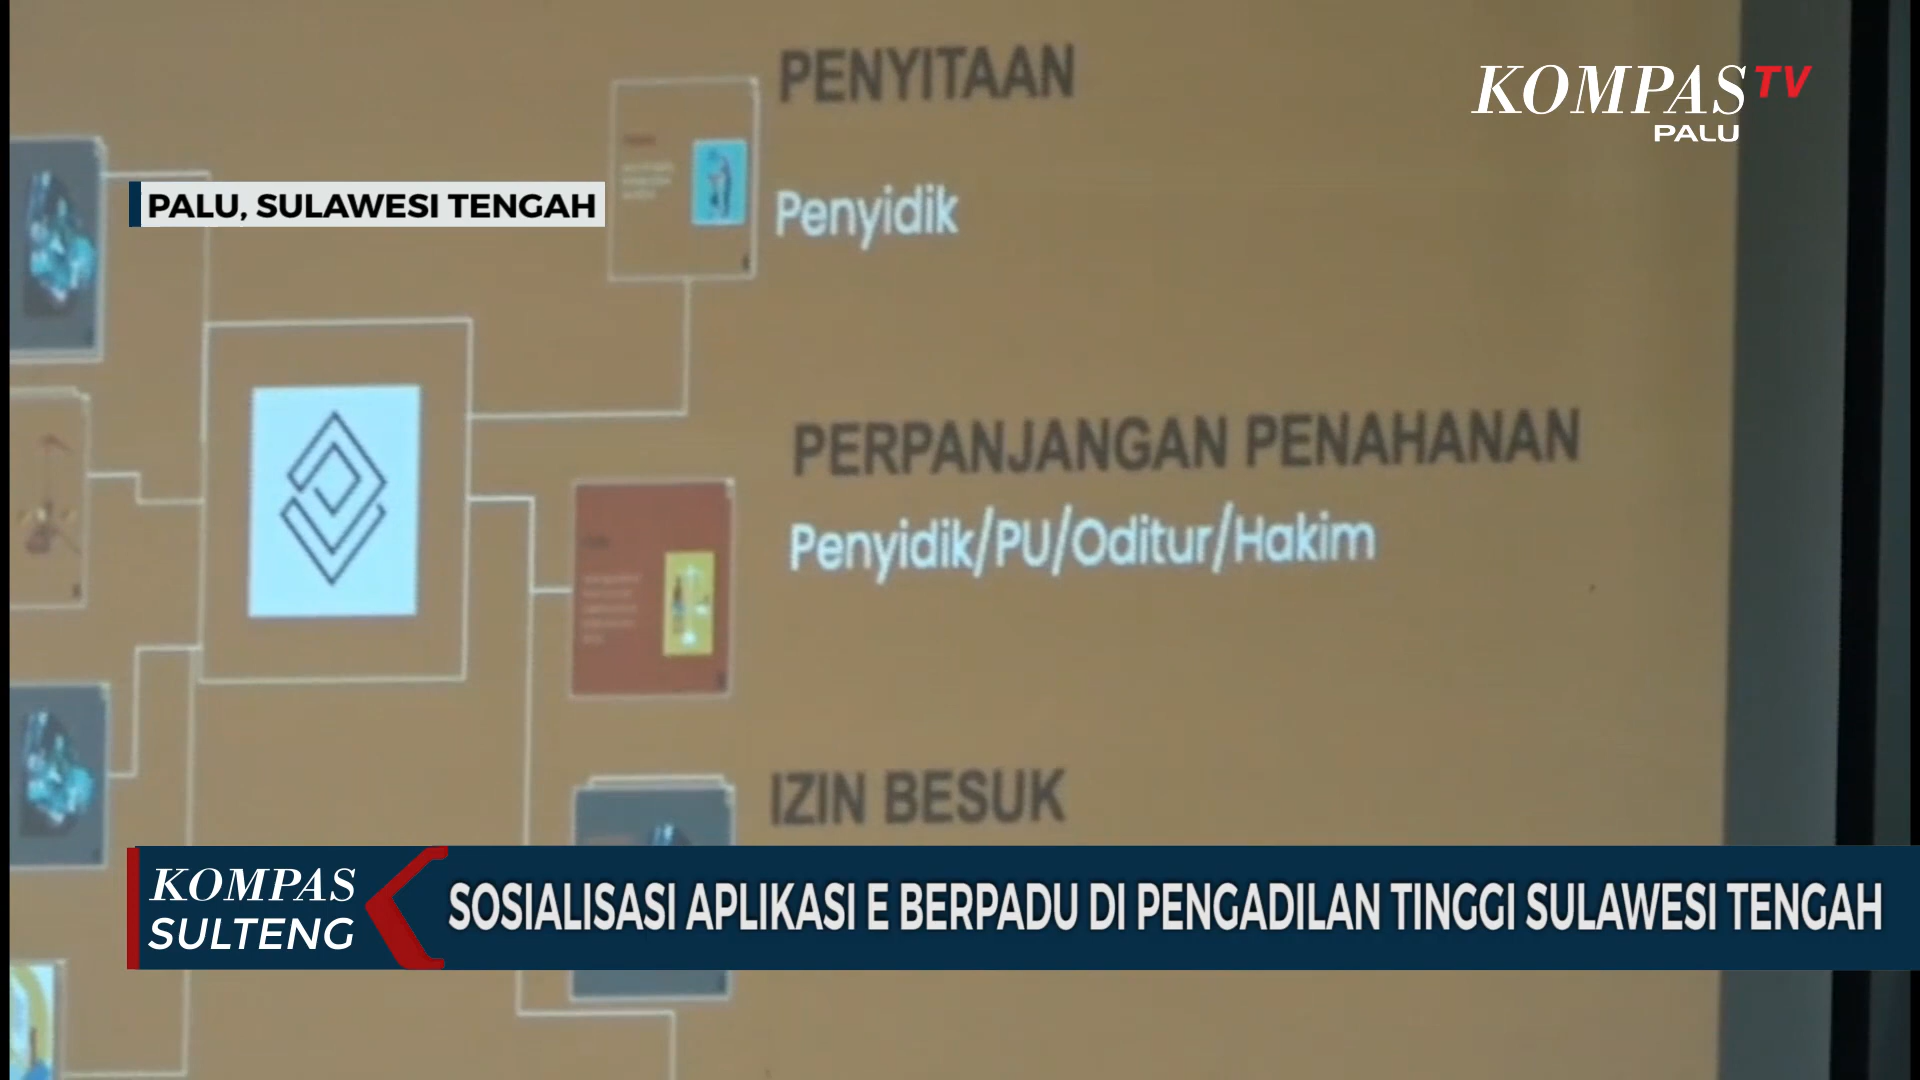 PENYITAAN
KOMPAS TV
PALU
PALU, SULAWESI TENGAH
Penyidik
PERPANJANGAN PENAHANAN
Penyidik/PU/Oditur/Hakim
IZIN BESUK
KOMPAS
SULTENG
SOSIALISASI APLIKASI E BERPADU DI PENGADILAN TINGGI SULAWESI TENGAH